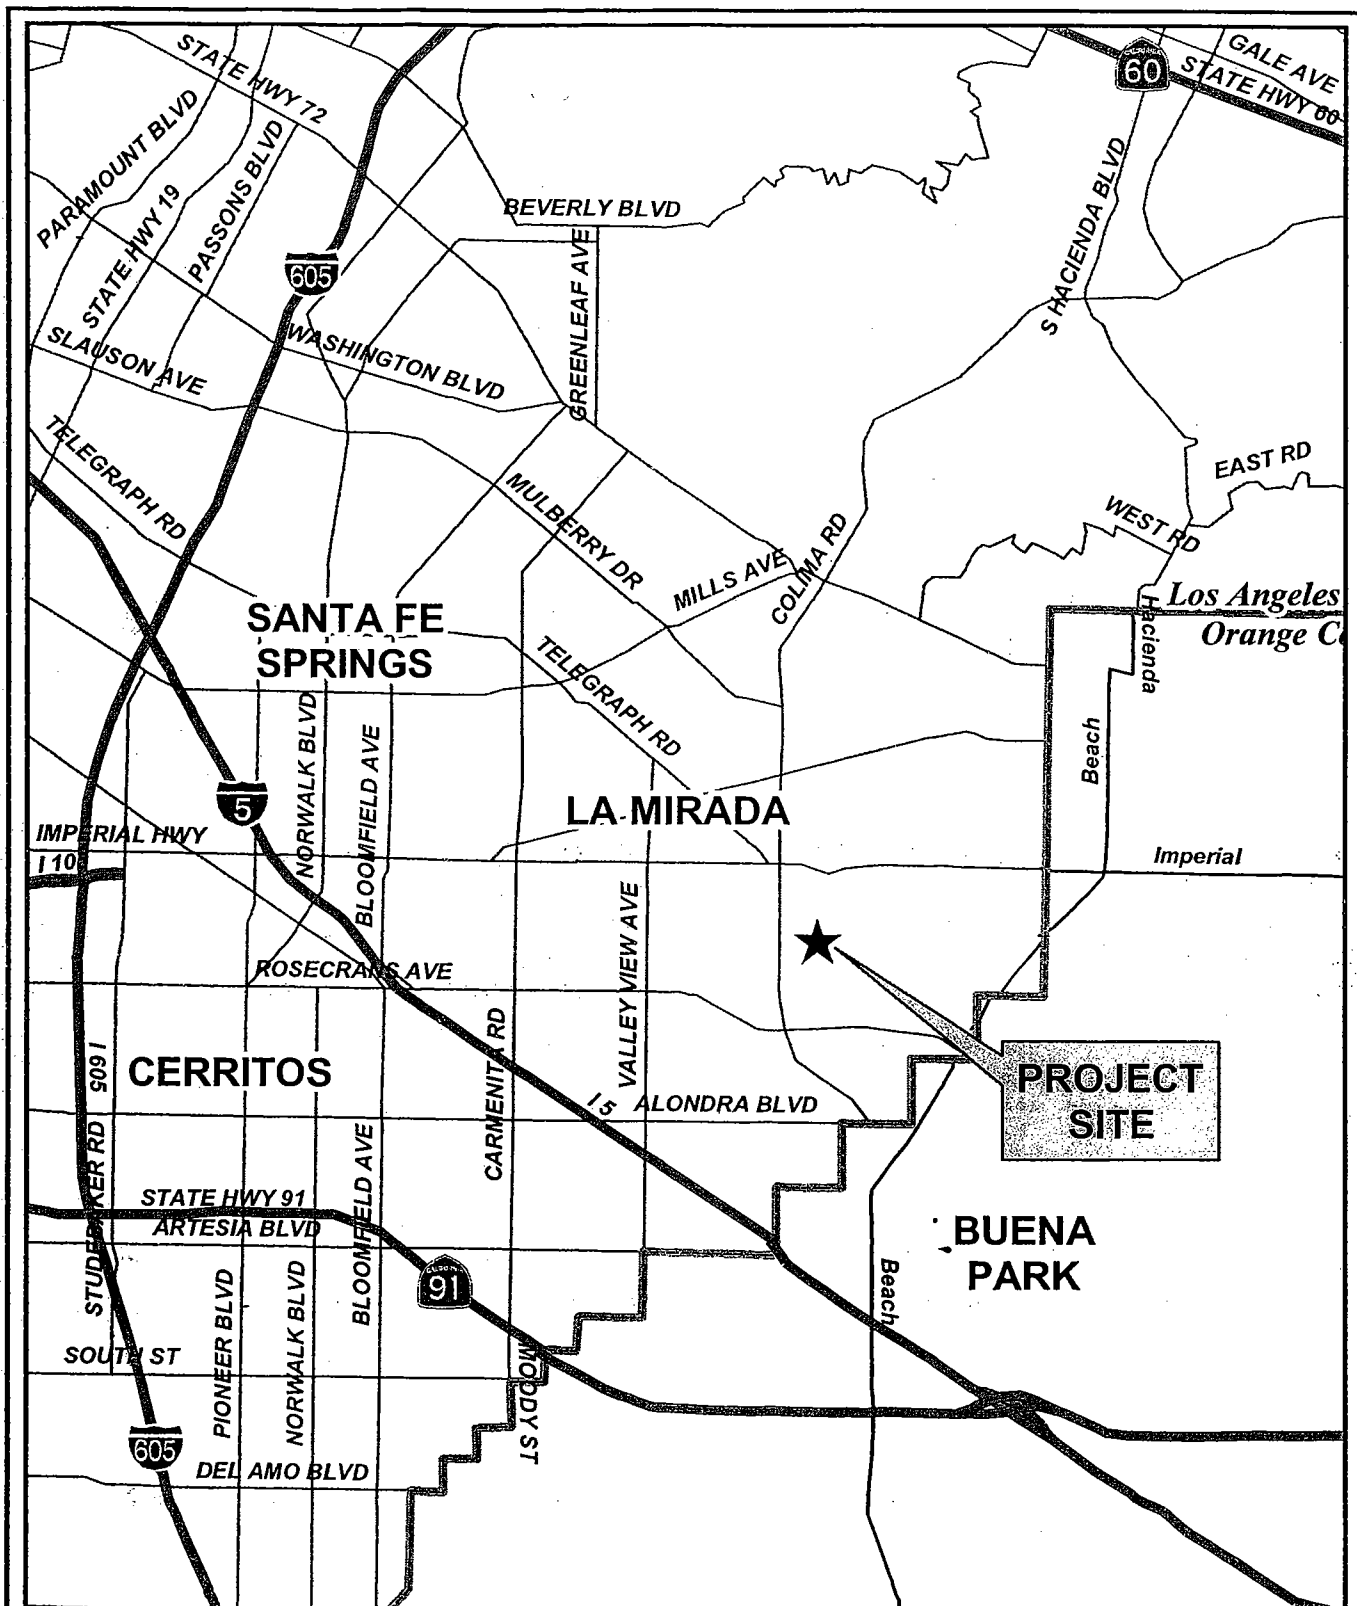 GALE AVE
60
STATE HWY 60
STATE HWY 72
PARAMOUNT BLVD
STATE HWY 19
PASSONS BLVD
BEVERLY BLVD
S HACIENDA BLVD
605
GREENLEAF AVE
SLAUSON AVE
WASHINGTON BLVD
TELEGRAPH RD
MULBERRY DR
MILLS AVE
COLIMA RD
EAST RD
WEST RD
Los Angeles
Orange Co
Hacienda
SANTA FE
SPRINGS
TELEGRAPH RD
NORWALK BLVD
BLOOMFIELD AVE
Beach
5
LA MIRADA
IMPERIAL HWY
I 10
Imperial
VALLEY VIEW AVE
ROSECRANS AVE
I 605
CERRITOS
CARMENITA RD
PROJECT
SITE
I 5
ALONDRA BLVD
STUDEBAKER RD
STATE HWY 91
ARTESIA BLVD
BLOOMFIELD AVE
BUENA
PARK
91
Beach
PIONEER BLVD
NORWALK BLVD
SOUTH ST
MOODY ST
605
DEL AMO BLVD